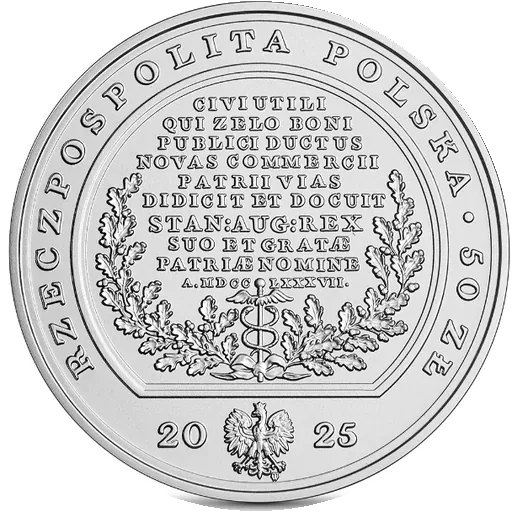 RZECZPOSPOLITA POLSKA · 50 ZŁ
CIVI UTILI
QUI ZELO BONI
PUBLICI DUCTUS
NOVAS COMMERCII
PATRII VIAS
DIDICIT ET DOCUIT
STAN:AUG:REX
SUO ET GRATÆ
PATRIÆ NOMINE
A. MDCCLXXXVII.
20 25